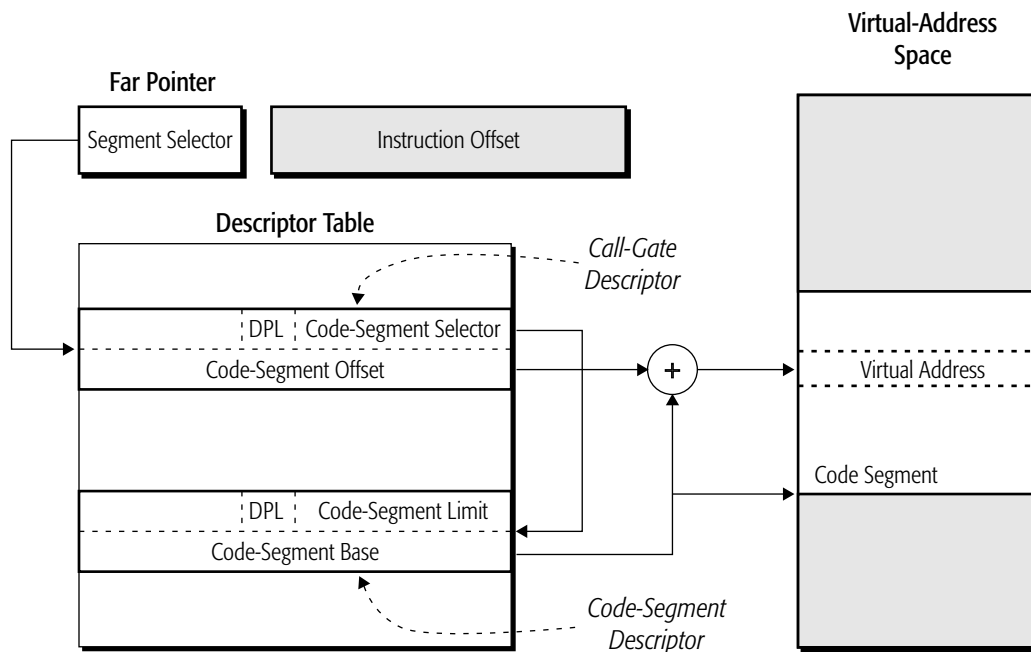 Virtual-Address
Space
Far Pointer
Segment Selector
Instruction Offset
Descriptor Table
Call-Gate
Descriptor
DPL
Code-Segment Selector
Code-Segment Offset
+
Virtual Address
Code Segment
DPL
Code-Segment Limit
Code-Segment Base
Code-Segment
Descriptor